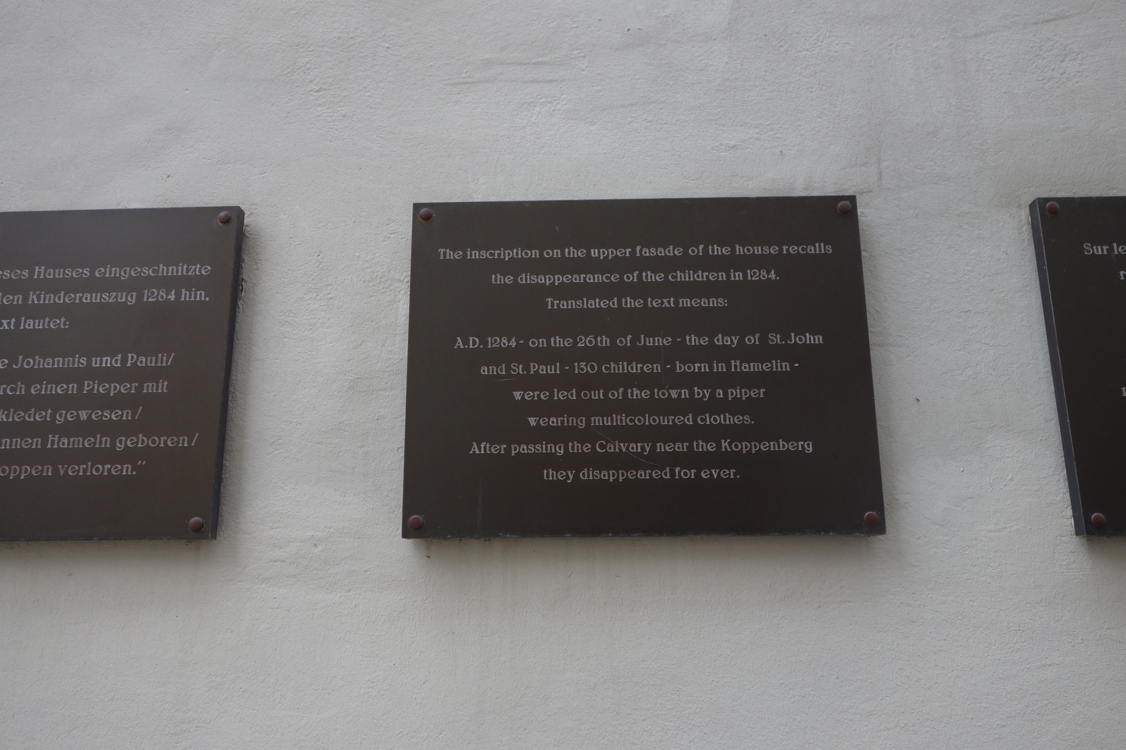 eses Hauses eingeschnitzte
len Kinderauszug 1284 hin,
xt lautet:
e Johannis und Pauli/
rch einen Pieper mit
kledet gewesen/
nnen Hameln geboren/
oppen verloren."
The inscription on the upper fasade of the house recalls
the disappearance of the children in 1284.
Translated the text means:
A.D. 1284 - on the 26th of June - the day of St. John
and St. Paul - 130 children - born in Hamelin -
were led out of the town by a piper
wearing multicoloured clothes.
After passing the Calvary near the Koppenberg
they disappeared for ever.
Sur le